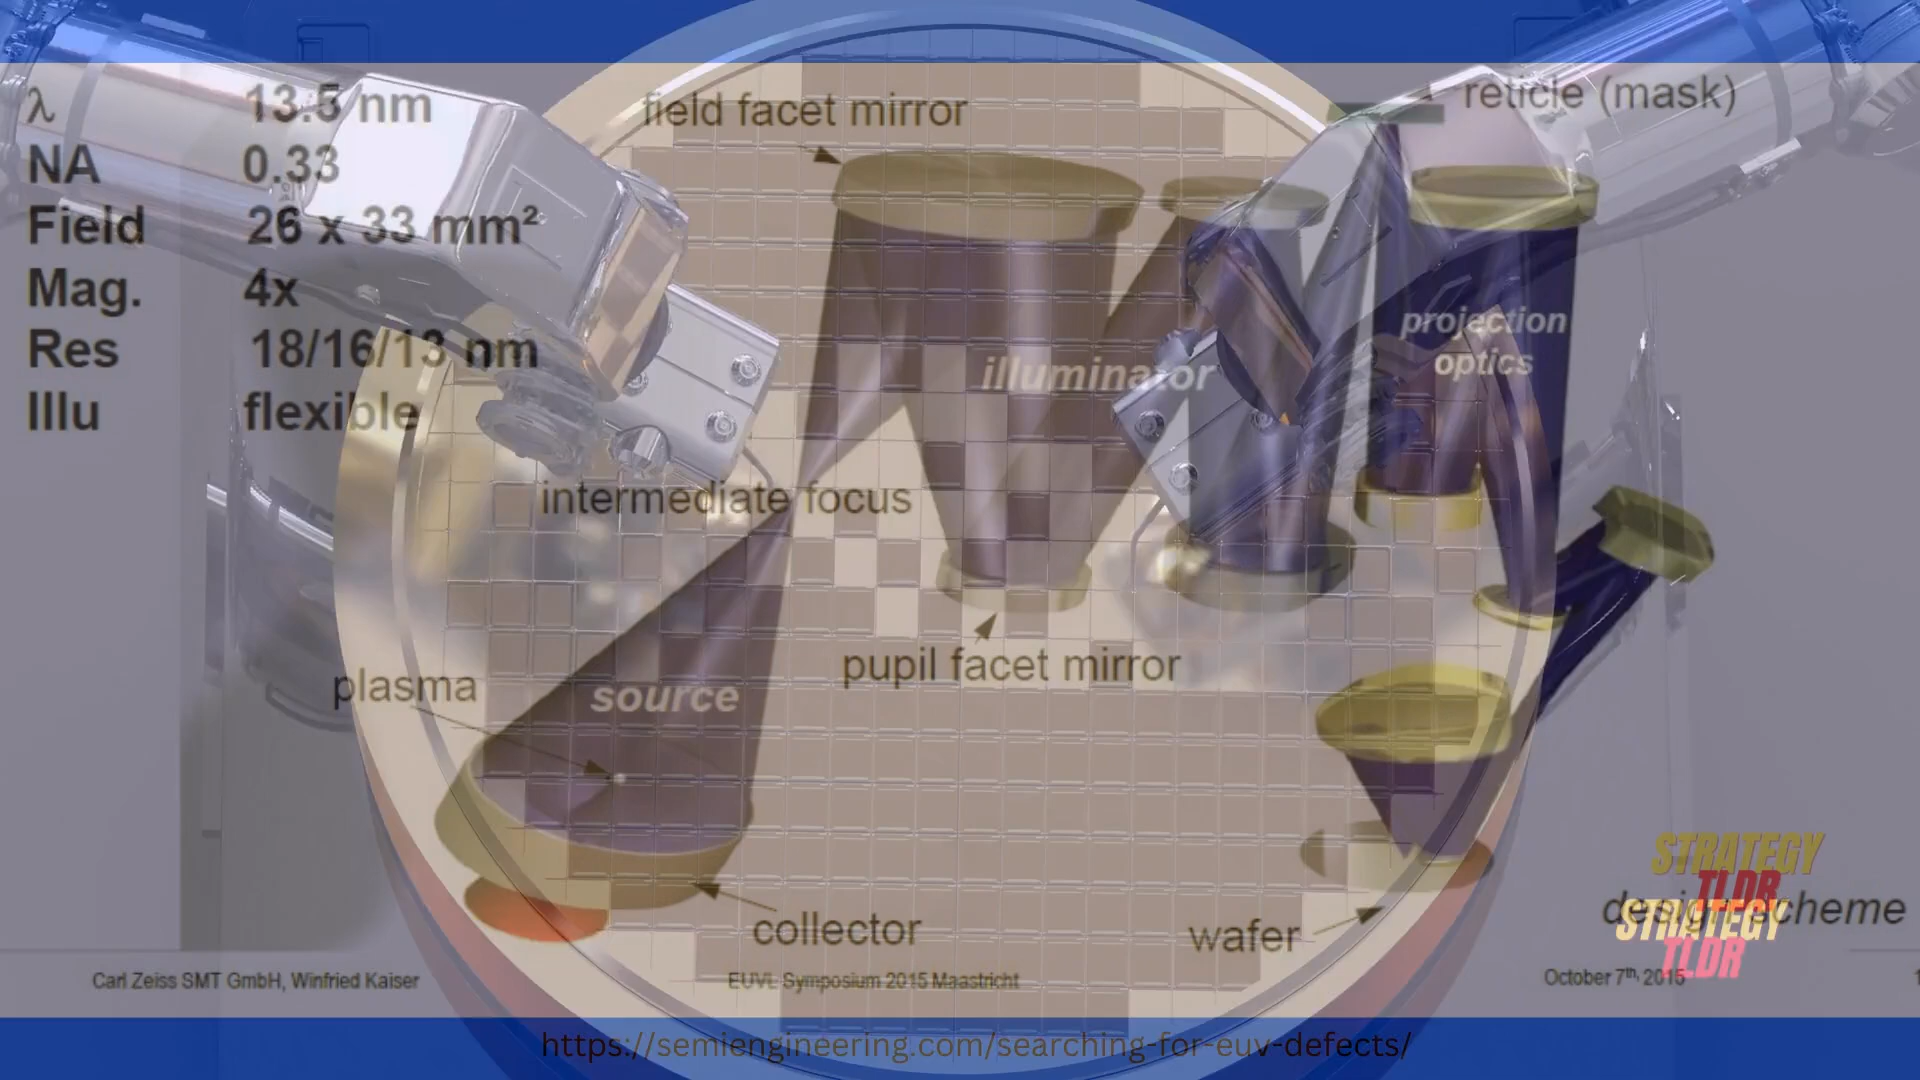 λ 13.5 nm
NA 0.33
Field 26 x 33 mm²
Mag. 4x
Res 18/16/13 nm
Illu flexible
field facet mirror
reticle (mask)
projection
optics
illuminator
intermediate focus
pupil facet mirror
plasma
source
collector
wafer
design scheme
STRATEGY
TLDR
STRATEGY
TLDR
Carl Zeiss SMT GmbH, Winfried Kaiser
EUVL Symposium 2015 Maastricht
October 7th, 2015
1
https://semiengineering.com/searching-for-euv-defects/